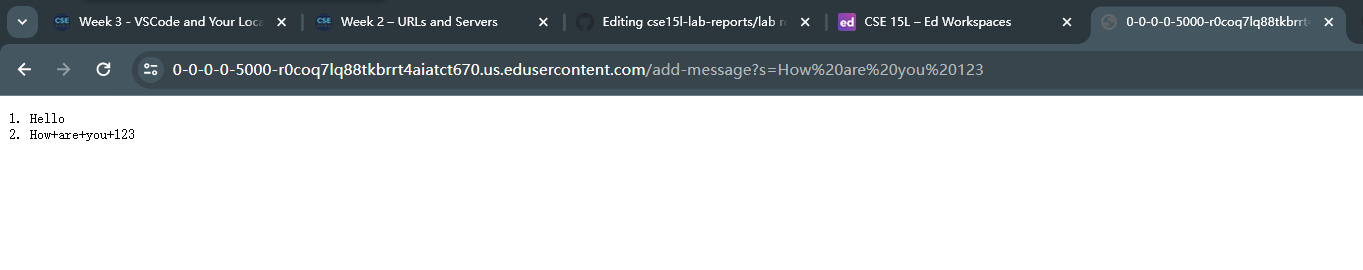 Week 3 - VSCode and Your Loca
Week 2 – URLs and Servers
Editing cse15l-lab-reports/lab re
CSE 15L – Ed Workspaces
0-0-0-0-5000-r0coq7lq88tkbrrt4
0-0-0-0-5000-r0coq7lq88tkbrrt4aiatct670.us.edusercontent.com/add-message?s=How%20are%20you%20123
1. Hello
2. How+are+you+123